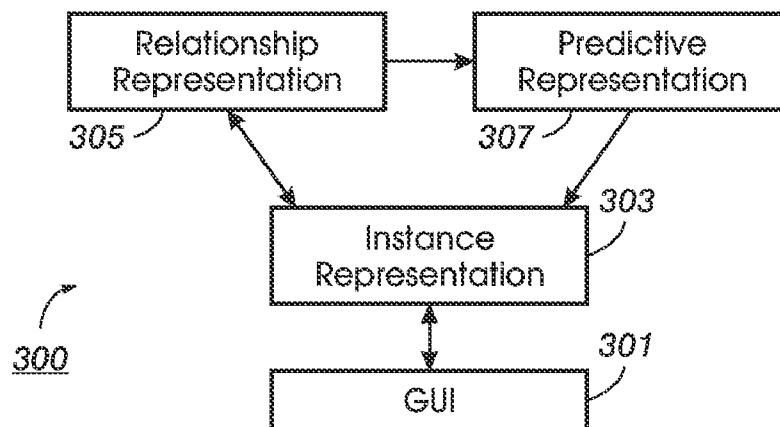 Relationship
Representation
Predictive
Representation
305
307
303
Instance
Representation
300
301
GUI